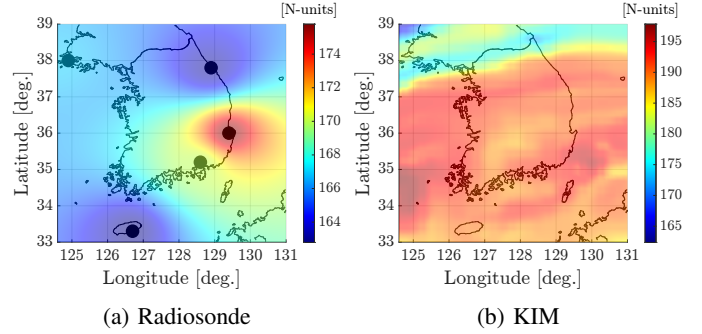 [N-units]
39
38
37
36
35
34
33
Latitude [deg.]
125 126 127 128 129 130 131
Longitude [deg.]
174
172
170
168
166
164
(a) Radiosonde
[N-units]
39
38
37
36
35
34
33
Latitude [deg.]
125 126 127 128 129 130 131
Longitude [deg.]
195
190
185
180
175
170
165
(b) KIM